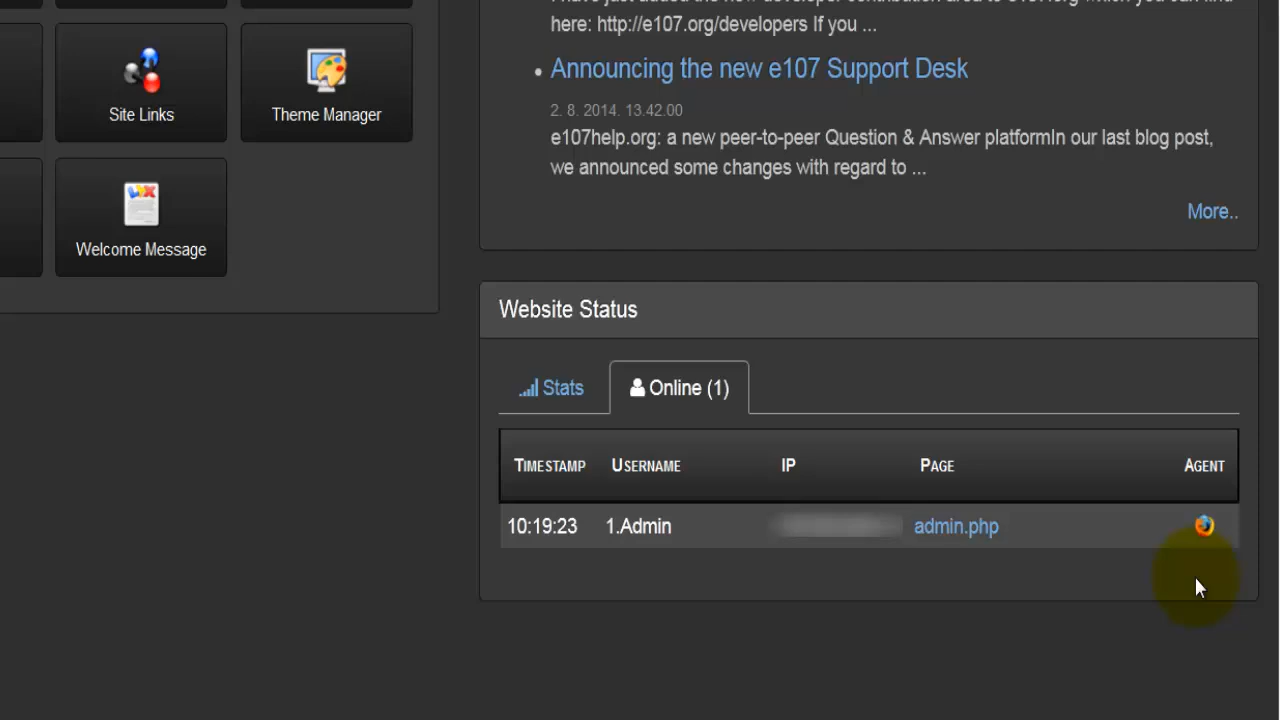 here: http://e107.org/developers If you ...
Announcing the new e107 Support Desk
2. 8. 2014. 13.42.00
e107help.org: a new peer-to-peer Question & Answer platformIn our last blog post,
we announced some changes with regard to ...
More..
Site Links
Theme Manager
Welcome Message
Website Status
Stats
Online (1)
TIMESTAMP USERNAME IP PAGE AGENT
10:19:23 1.Admin admin.php